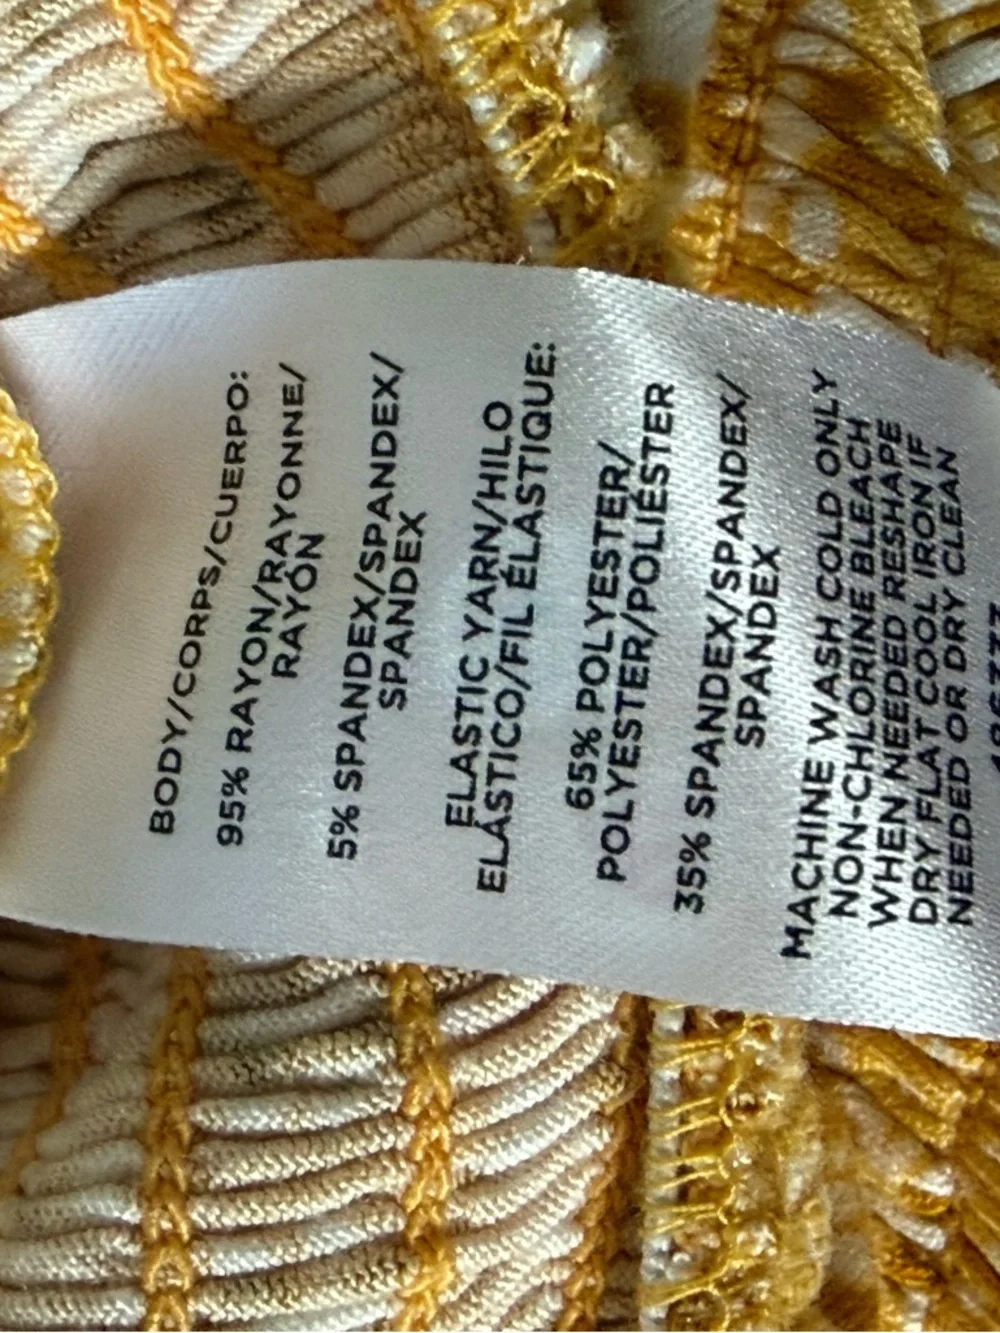 BODY/CORPS/CUERPO:
95% RAYON/RAYONNE/
RAYÓN
5% SPANDEX/SPANDEX/
SPANDEX
ELASTIC YARN/HILO
ELÁSTICO/FIL ÉLASTIQUE:
65% POLYESTER/
POLYESTER/POLIÉSTER
35% SPANDEX/SPANDEX/
SPANDEX
MACHINE WASH COLD ONLY
NON-CHLORINE BLEACH
WHEN NEEDED RESHAPE
DRY FLAT COOL IRON IF
NEEDED OR DRY CLEAN